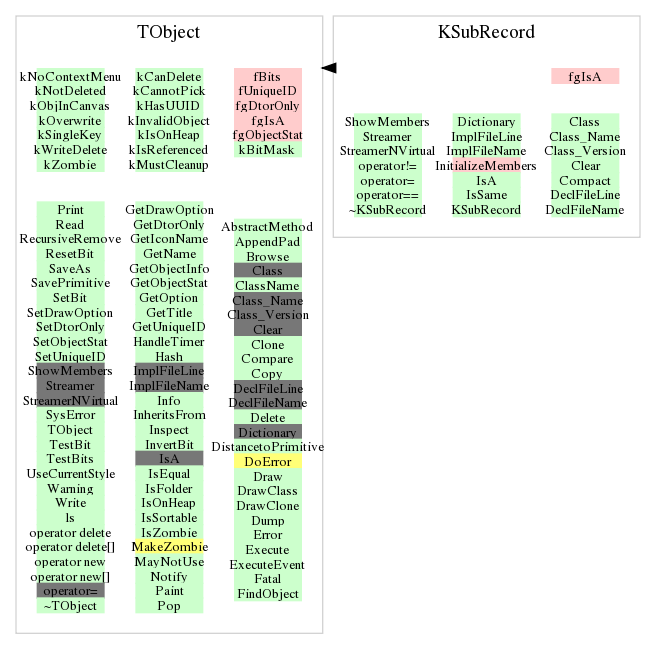 TObject
kNoContextMenu
kNotDeleted
kObjInCanvas
kOverwrite
kSingleKey
kWriteDelete
kZombie
kCanDelete
kCannotPick
kHasUUID
kInvalidObject
kIsOnHeap
kIsReferenced
kMustCleanup
fBits
fUniqueID
fgDtorOnly
fgIsA
fgObjectStat
kBitMask
Print
Read
RecursiveRemove
ResetBit
SaveAs
SavePrimitive
SetBit
SetDrawOption
SetDtorOnly
SetObjectStat
SetUniqueID
ShowMembers
Streamer
StreamerNVirtual
SysError
TObject
TestBit
TestBits
UseCurrentStyle
Warning
Write
ls
operator delete
operator delete[]
operator new
operator new[]
operator=
~TObject
GetDrawOption
GetDtorOnly
GetIconName
GetName
GetObjectInfo
GetObjectStat
GetOption
GetTitle
GetUniqueID
HandleTimer
Hash
ImplFileLine
ImplFileName
Info
InheritsFrom
Inspect
InvertBit
IsA
IsEqual
IsFolder
IsOnHeap
IsSortable
IsZombie
MakeZombie
MayNotUse
Notify
Paint
Pop
AbstractMethod
AppendPad
Browse
Class
ClassName
Class_Name
Class_Version
Clear
Clone
Compare
Copy
DeclFileLine
DeclFileName
Delete
Dictionary
DistancetoPrimitive
DoError
Draw
DrawClass
DrawClone
Dump
Error
Execute
ExecuteEvent
Fatal
FindObject
KSubRecord
fgIsA
ShowMembers
Streamer
StreamerNVirtual
operator!=
operator=
operator==
~KSubRecord
Dictionary
ImplFileLine
ImplFileName
InitializeMembers
IsA
IsSame
KSubRecord
Class
Class_Name
Class_Version
Clear
Compact
DeclFileLine
DeclFileName